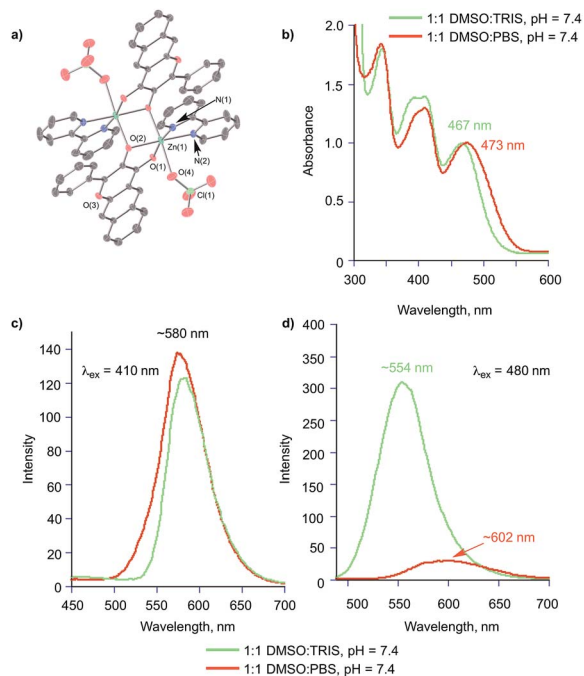 a)
N(1)
O(2)
Zn(1)
N(2)
O(1)
O(4)
O(3)
Cl(1)
b)
1:1 DMSO:TRIS, pH = 7.4
1:1 DMSO:PBS, pH = 7.4
2.0
1.5
1.0
0.5
0
Absorbance
467 nm
473 nm
300 400 500 600
Wavelength, nm
c)
~580 nm
λex = 410 nm
140
120
100
80
60
40
20
0
Intensity
450 500 550 600 650 700
Wavelength, nm
d)
~554 nm
λex = 480 nm
~602 nm
400
350
300
250
200
150
100
50
0
Intensity
500 550 600 650 700
Wavelength, nm
1:1 DMSO:TRIS, pH = 7.4
1:1 DMSO:PBS, pH = 7.4